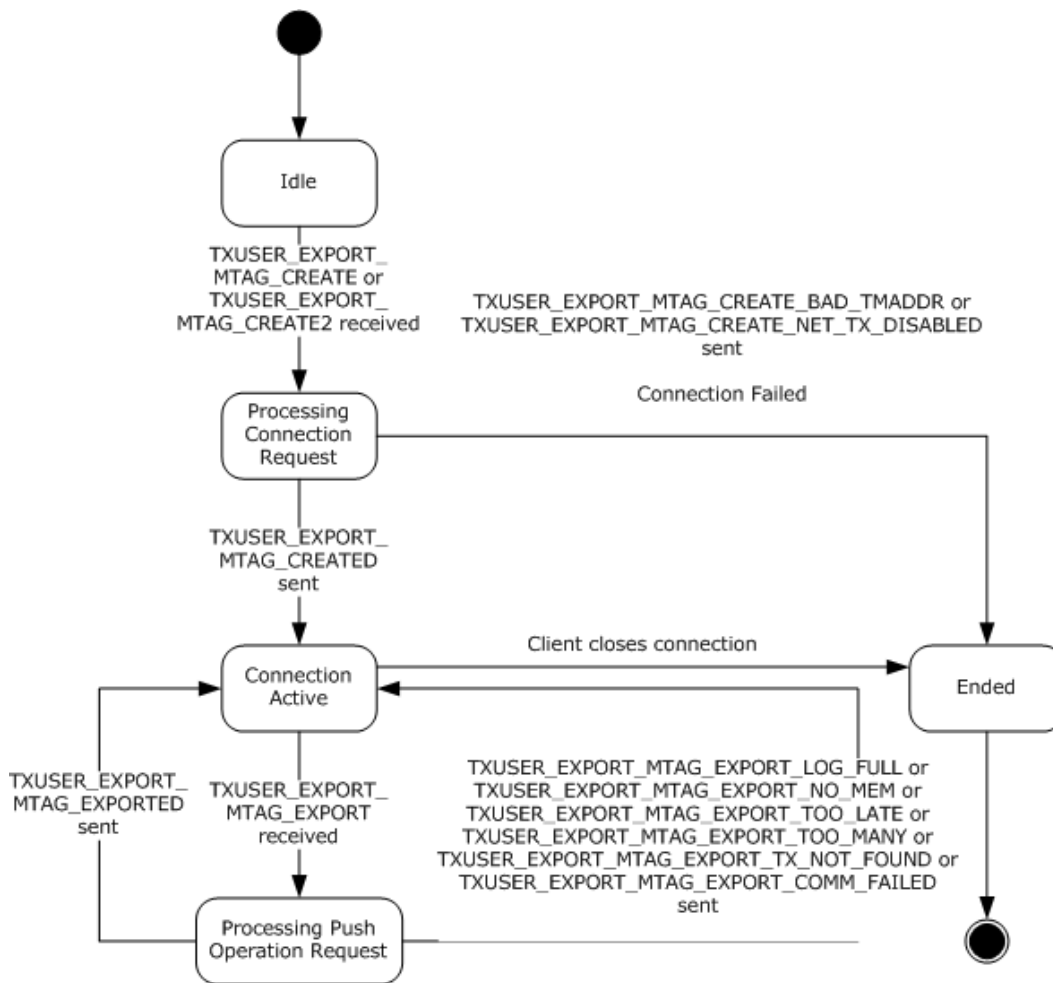 Idle
TXUSER_EXPORT_
MTAG_CREATE or
TXUSER_EXPORT_
MTAG_CREATE2 received
TXUSER_EXPORT_MTAG_CREATE_BAD_TMADDR or
TXUSER_EXPORT_MTAG_CREATE_NET_TX_DISABLED
sent
Connection Failed
Processing
Connection
Request
TXUSER_EXPORT_
MTAG_CREATED
sent
Client closes connection
Connection
Active
Ended
TXUSER_EXPORT_
MTAG_EXPORTED
sent
TXUSER_EXPORT_
MTAG_EXPORT
received
TXUSER_EXPORT_MTAG_EXPORT_LOG_FULL or
TXUSER_EXPORT_MTAG_EXPORT_NO_MEM or
TXUSER_EXPORT_MTAG_EXPORT_TOO_LATE or
TXUSER_EXPORT_MTAG_EXPORT_TOO_MANY or
TXUSER_EXPORT_MTAG_EXPORT_TX_NOT_FOUND or
TXUSER_EXPORT_MTAG_EXPORT_COMM_FAILED
sent
Processing Push
Operation Request